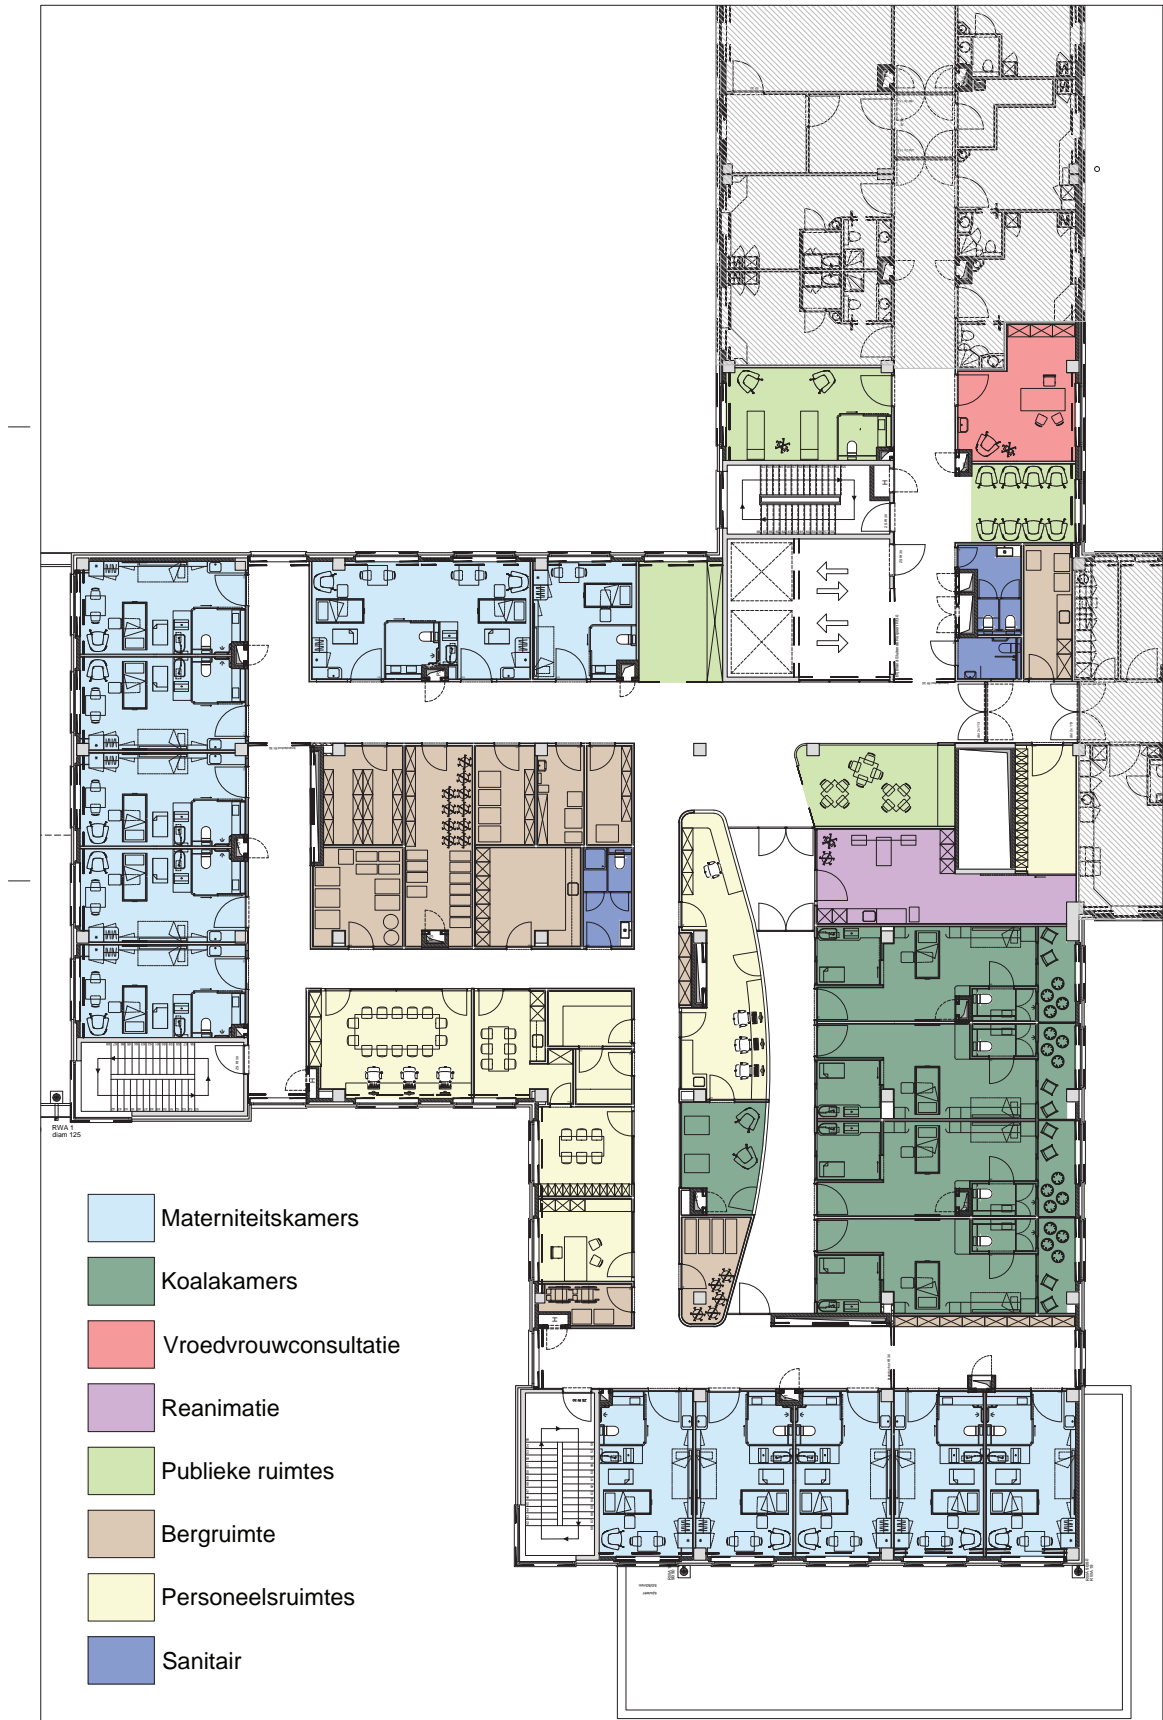 H
H
RWA 1
diam 125
H
Materniteitskamers
Koalakamers
Vroedvrouwconsultatie
Reanimatie
Publieke ruimtes
Bergruimte
Personeelsruimtes
Sanitair